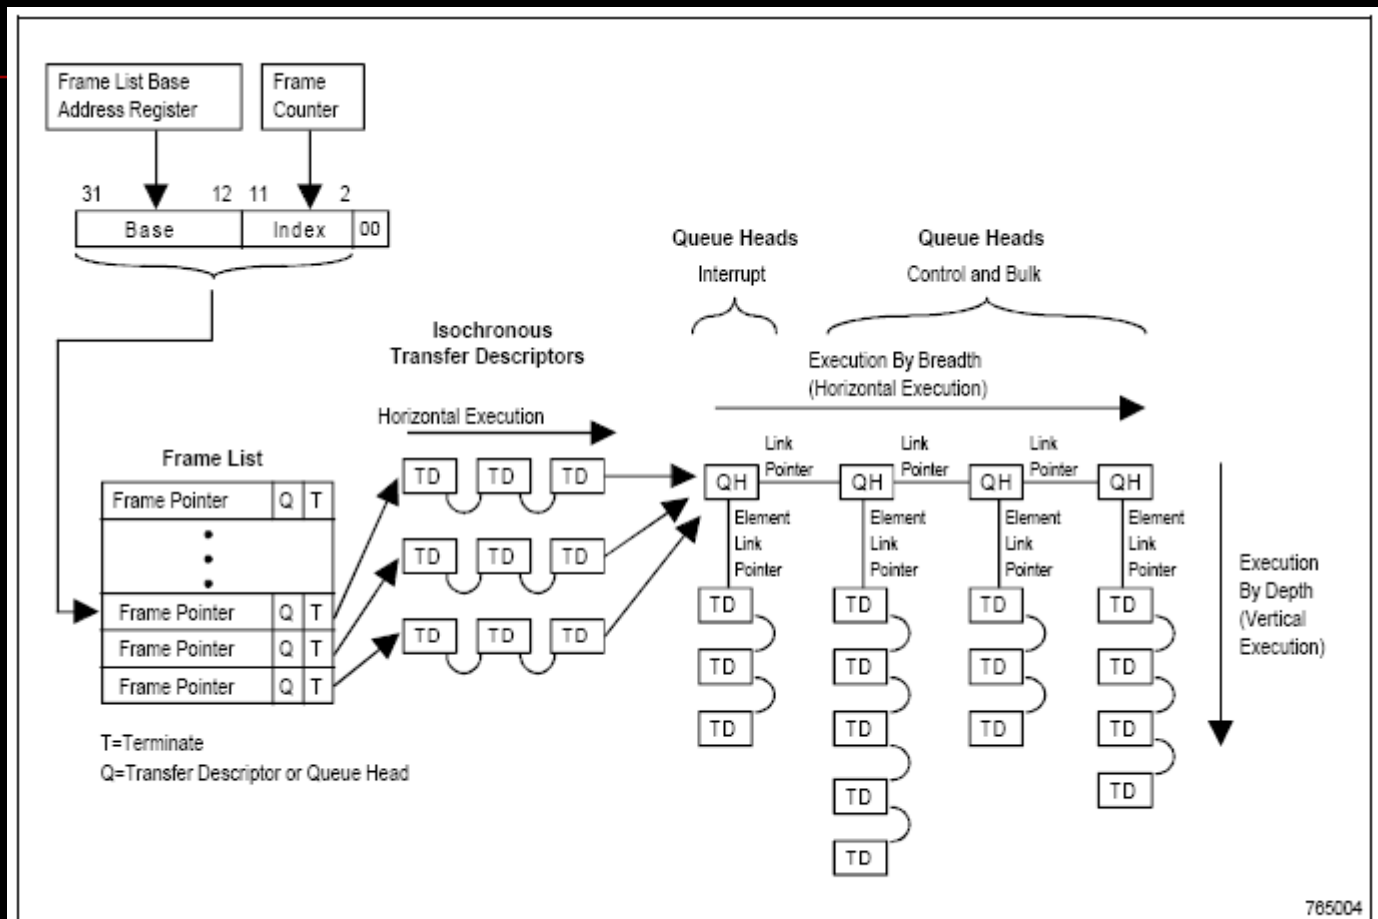 Frame List Base
Address Register
Frame
Counter
31 12 11 2
Base Index 00
Queue Heads
Interrupt
Queue Heads
Control and Bulk
Isochronous
Transfer Descriptors
Execution By Breadth
(Horizontal Execution)
Horizontal Execution
Link
Pointer
Link
Pointer
Link
Pointer
Frame List
Frame Pointer Q T
Frame Pointer Q T
Frame Pointer Q T
Frame Pointer Q T
TD TD TD
TD TD TD
TD TD TD
QH QH QH QH
Element
Link
Pointer
Element
Link
Pointer
Element
Link
Pointer
Element
Link
Pointer
TD TD TD TD
TD TD TD TD
TD TD TD TD
TD TD
TD
Execution
By Depth
(Vertical
Execution)
T=Terminate
Q=Transfer Descriptor or Queue Head
765004